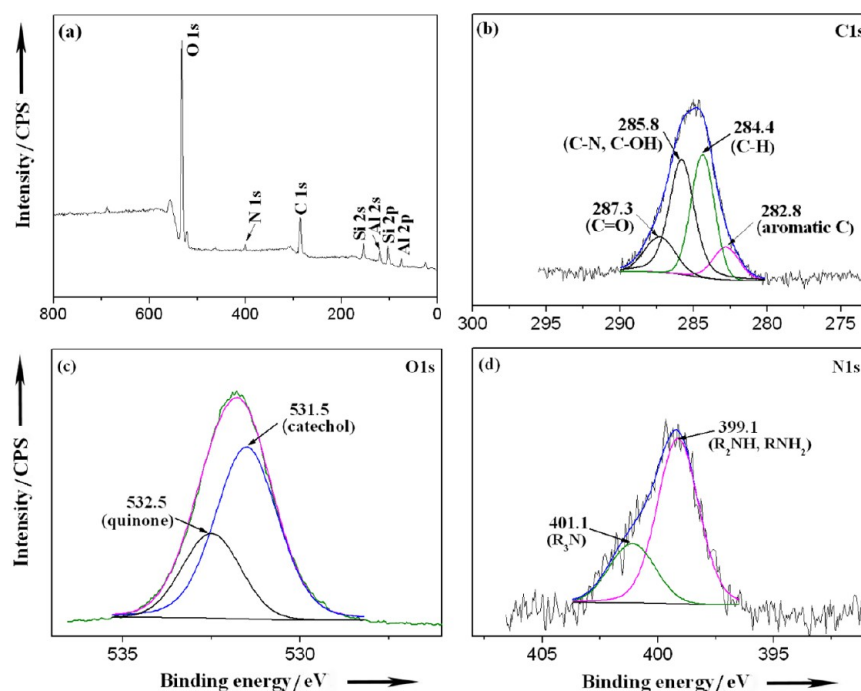 (a)
O 1s
N 1s
C 1s
Si 2s
Al 2s
Si 2p
Al 2p
Intensity / CPS
800 600 400 200 0
(b) C1s
285.8
(C-N, C-OH)
284.4
(C-H)
287.3
(C=O)
282.8
(aromatic C)
300 295 290 285 280 275
(c) O1s
531.5
(catechol)
532.5
(quinone)
Intensity / CPS
535 530
Binding energy / eV
(d) N1s
399.1
(R₂NH, RNH₂)
401.1
(R₃N)
405 400 395
Binding energy / eV